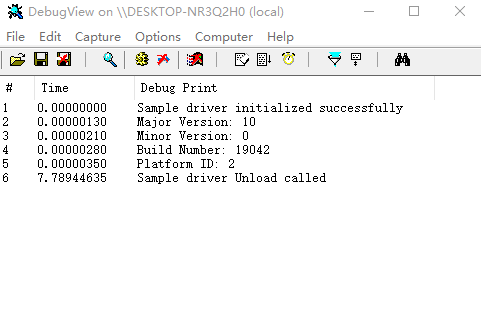 DebugView on \\DESKTOP-NR3Q2H0 (local)
File Edit Capture Options Computer Help
# Time Debug Print
1 0.00000000 Sample driver initialized successfully
2 0.00000130 Major Version: 10
3 0.00000210 Minor Version: 0
4 0.00000280 Build Number: 19042
5 0.00000350 Platform ID: 2
6 7.78944635 Sample driver Unload called